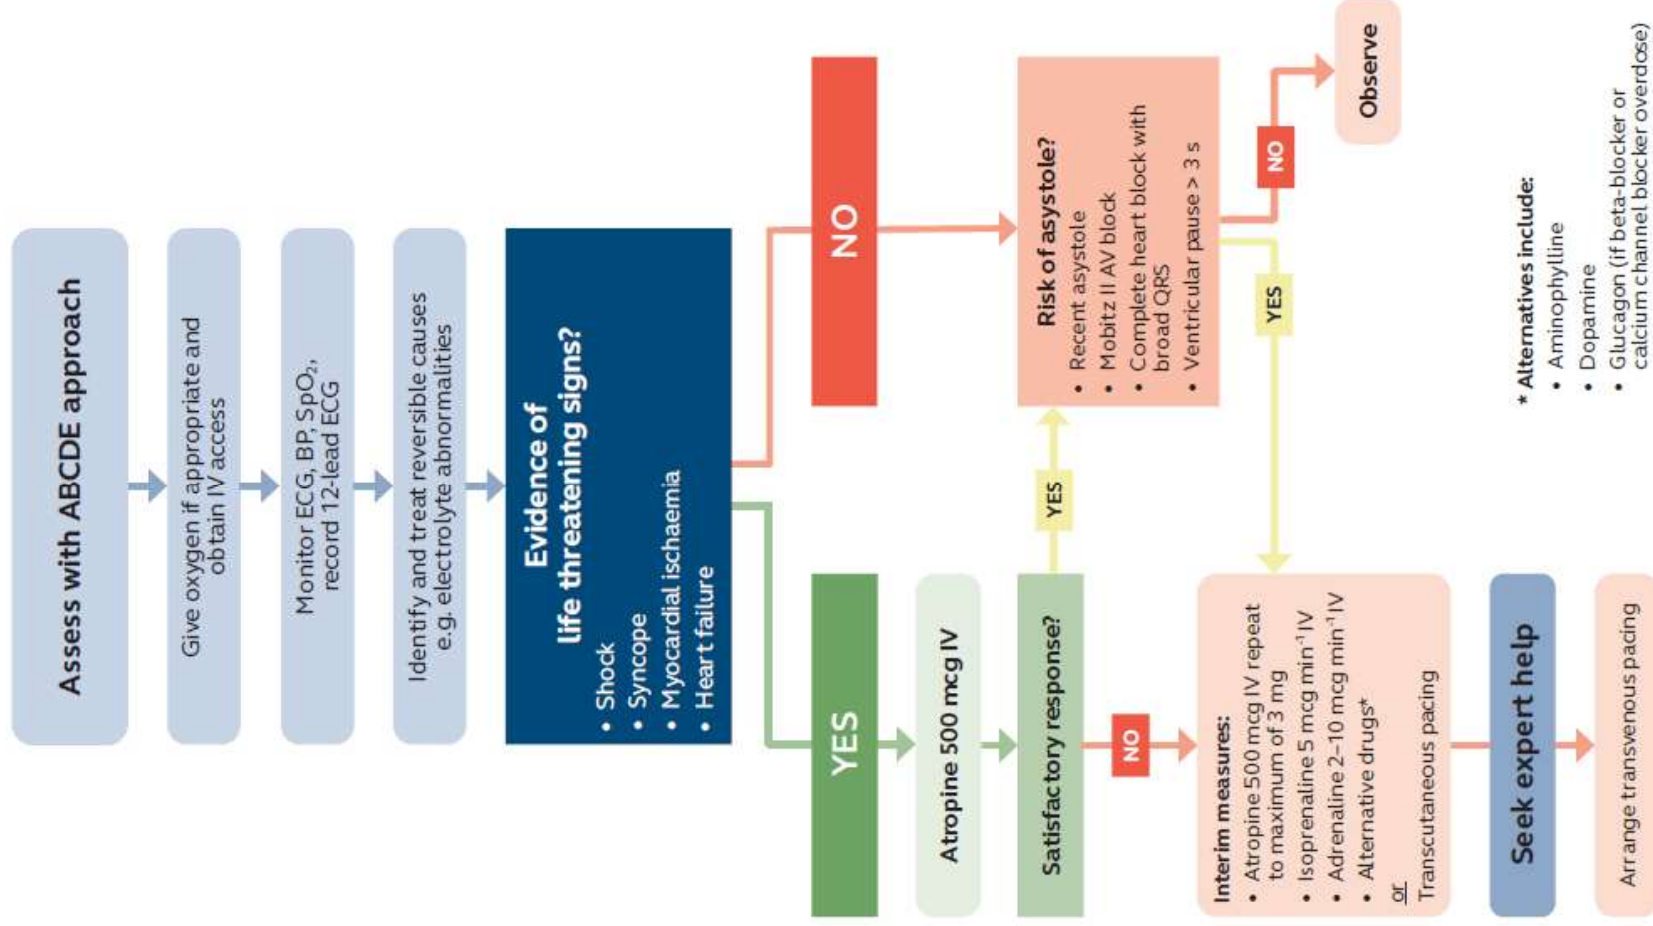 Assess with ABCDE approach
Give oxygen if appropriate and
obtain IV access
Monitor ECG, BP, SpO₂,
record 12-lead ECG
Identify and treat reversible causes
e.g. electrolyte abnormalities
Evidence of
life threatening signs?
• Shock
• Syncope
• Myocardial ischaemia
• Heart failure
YES
NO
Atropine 500 mcg IV
Satisfactory response?
YES
NO
Risk of asystole?
• Recent asystole
• Mobitz II AV block
• Complete heart block with
broad QRS
• Ventricular pause > 3 s
YES
NO
Observe
Interim measures:
• Atropine 500 mcg IV repeat
to maximum of 3 mg
• Isoprenaline 5 mcg min⁻¹ IV
• Adrenaline 2–10 mcg min⁻¹ IV
• Alternative drugs*
or
Transcutaneous pacing
Seek expert help
Arrange transvenous pacing
* Alternatives include:
• Aminophylline
• Dopamine
• Glucagon (if beta-blocker or
calcium channel blocker overdose)